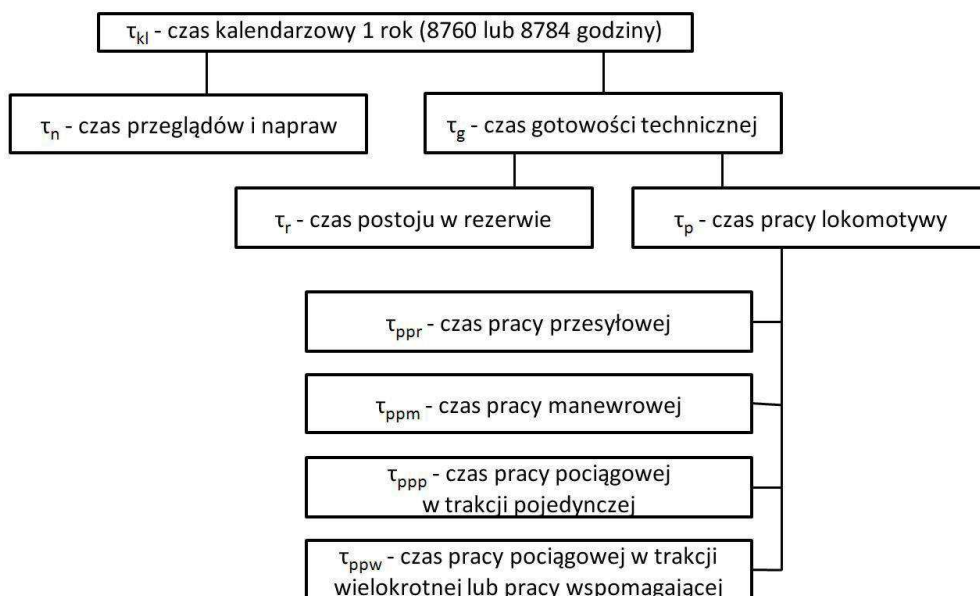 τkl - czas kalendarzowy 1 rok (8760 lub 8784 godziny)
τn - czas przeglądów i napraw
τg - czas gotowości technicznej
τr - czas postoju w rezerwie
τp - czas pracy lokomotywy
τppr - czas pracy przesyłowej
τppm - czas pracy manewrowej
τppp - czas pracy pociągowej
w trakcji pojedynczej
τppw - czas pracy pociągowej w trakcji
wielokrotnej lub pracy wspomagającej